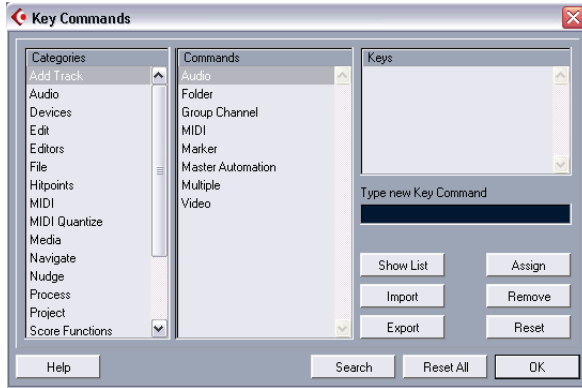 Key Commands
Categories
Add Track
Audio
Devices
Edit
Editors
File
Hitpoints
MIDI
MIDI Quantize
Media
Navigate
Nudge
Process
Project
Score Functions
Commands
Audio
Folder
Group Channel
MIDI
Marker
Master Automation
Multiple
Video
Keys
Type new Key Command
Show List
Assign
Import
Remove
Export
Reset
Help
Search
Reset All
OK